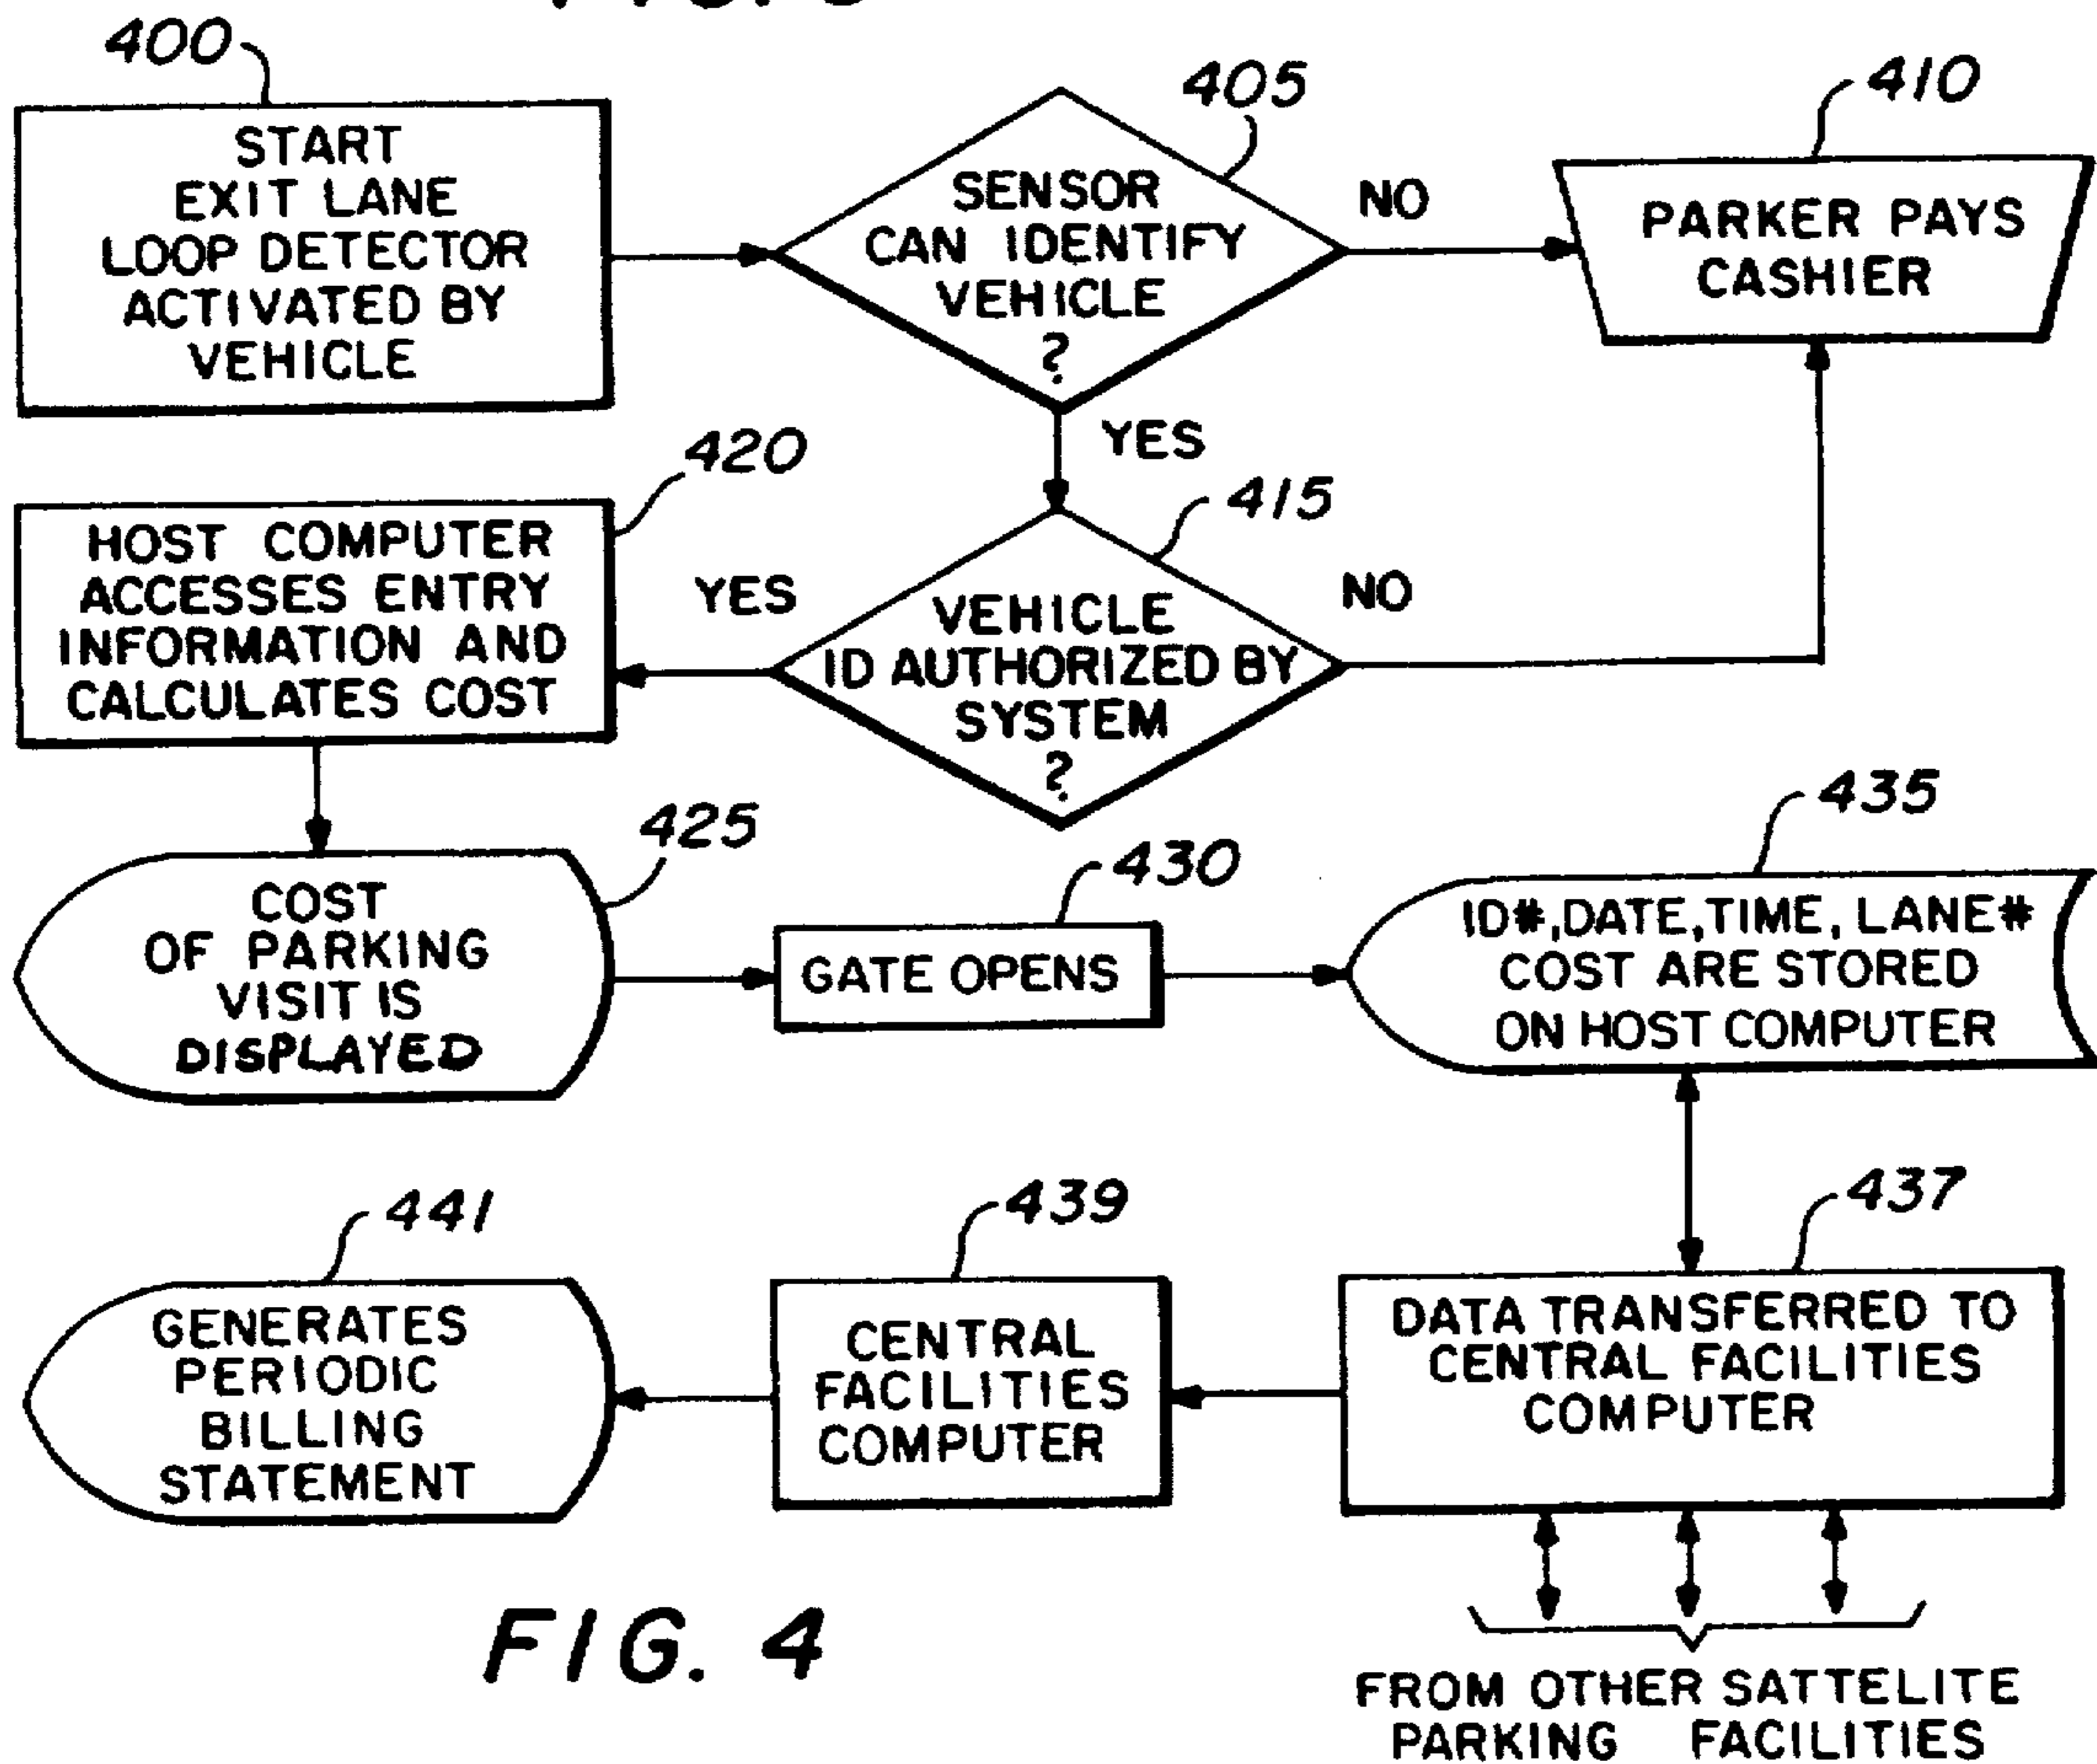 400
START
EXIT LANE
LOOP DETECTOR
ACTIVATED BY
VEHICLE
405
SENSOR
CAN IDENTIFY
VEHICLE
?
NO
410
PARKER PAYS
CASHIER
YES
415
VEHICLE
ID AUTHORIZED BY
SYSTEM
?
NO
YES
420
HOST COMPUTER
ACCESSES ENTRY
INFORMATION AND
CALCULATES COST
425
COST
OF PARKING
VISIT IS
DISPLAYED
430
GATE OPENS
435
ID#,DATE,TIME, LANE#
COST ARE STORED
ON HOST COMPUTER
437
DATA TRANSFERRED TO
CENTRAL FACILITIES
COMPUTER
439
CENTRAL
FACILITIES
COMPUTER
441
GENERATES
PERIODIC
BILLING
STATEMENT
FROM OTHER SATTELITE
PARKING FACILITIES
FIG. 4